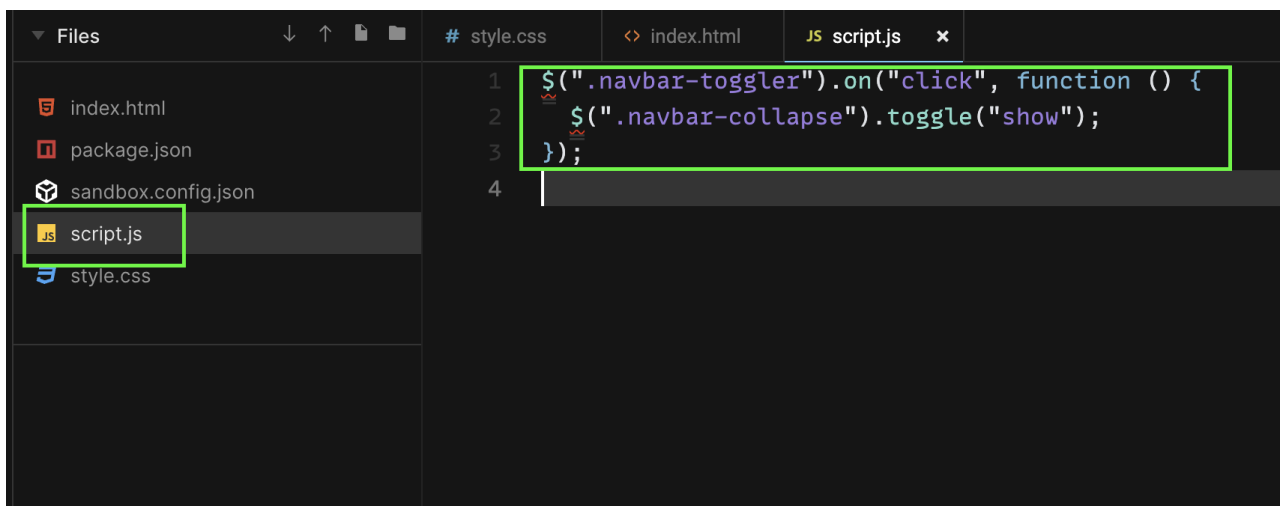 Files
index.html
package.json
sandbox.config.json
JS script.js
style.css
# style.css
<> index.html
JS script.js ×
1 $(".navbar-toggler").on("click", function () {
2   $(".navbar-collapse").toggle("show");
3 });
4